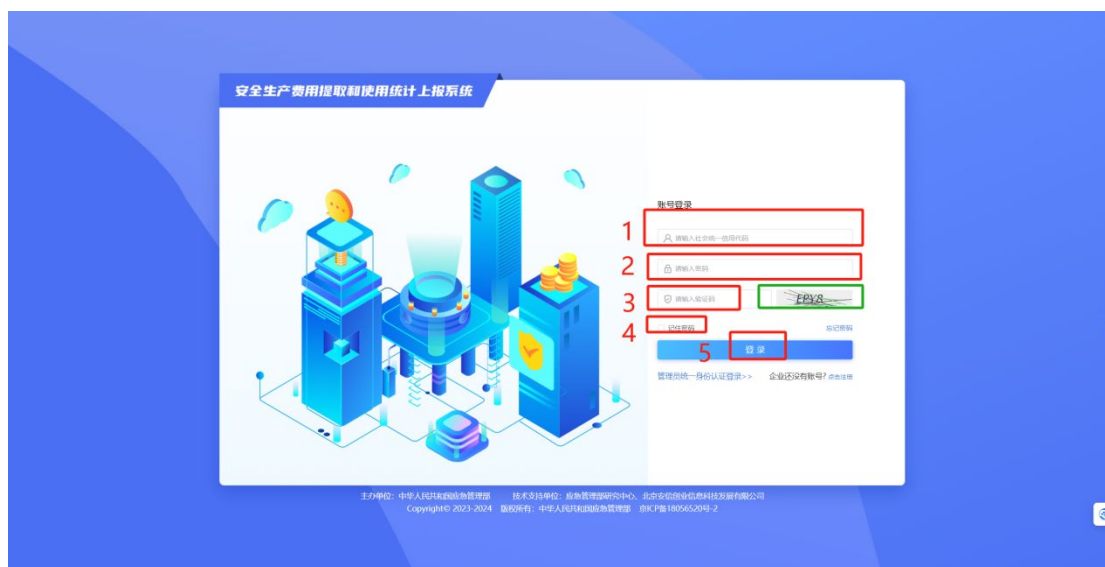 安全生产费用提取和使用统计上报系统
账号登录
1 请输入社会统一信用代码
2 请输入密码
3 请输入验证码 EPY8
4 记住密码 忘记密码
5 登 录
管理员统一身份认证登录>> 企业还没有账号? 点击注册
主办单位：中华人民共和国应急管理部 技术支持单位：应急管理部研究中心、北京安信创业信息科技发展有限公司
Copyright© 2023-2024 版权所有：中华人民共和国应急管理部 京ICP备18056520号-2